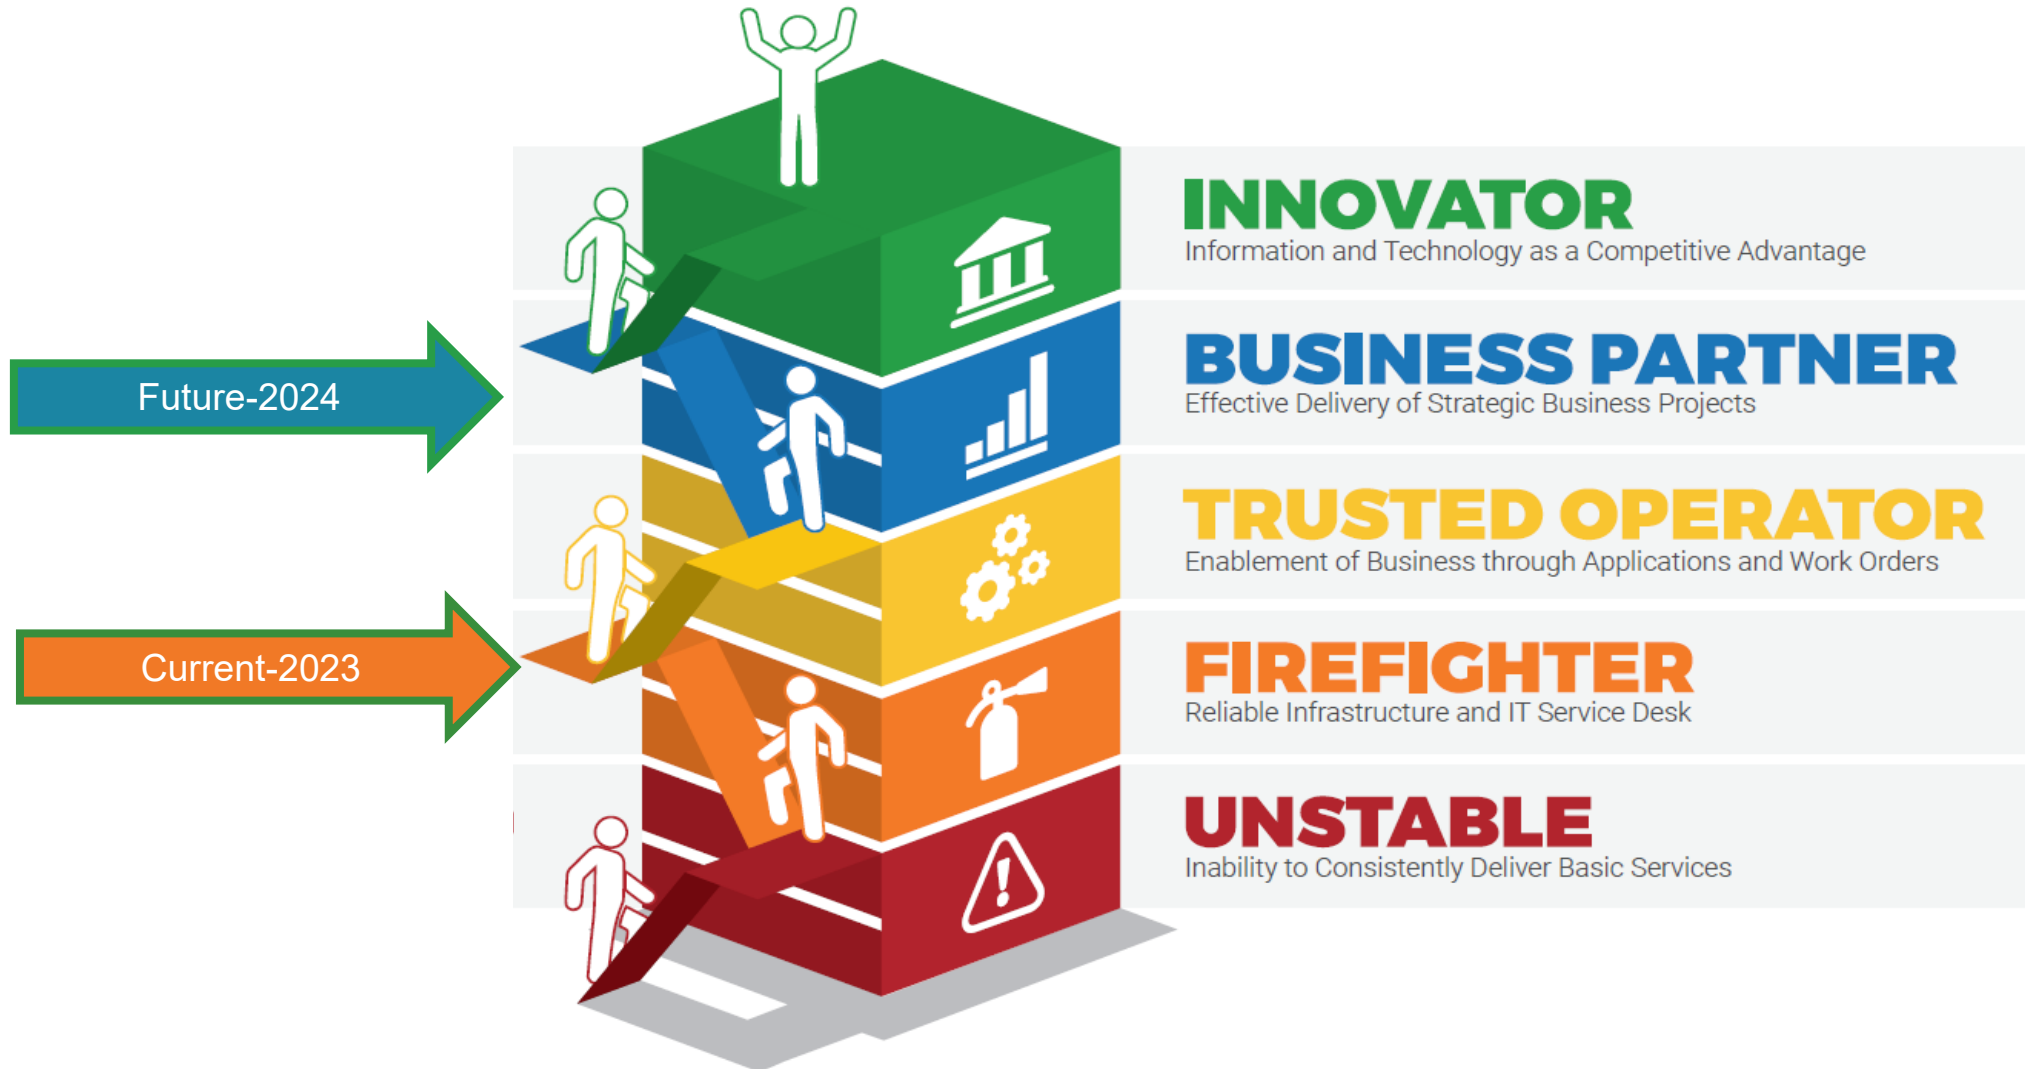 INNOVATOR
Information and Technology as a Competitive Advantage
Future-2024
BUSINESS PARTNER
Effective Delivery of Strategic Business Projects
TRUSTED OPERATOR
Enablement of Business through Applications and Work Orders
Current-2023
FIREFIGHTER
Reliable Infrastructure and IT Service Desk
UNSTABLE
Inability to Consistently Deliver Basic Services